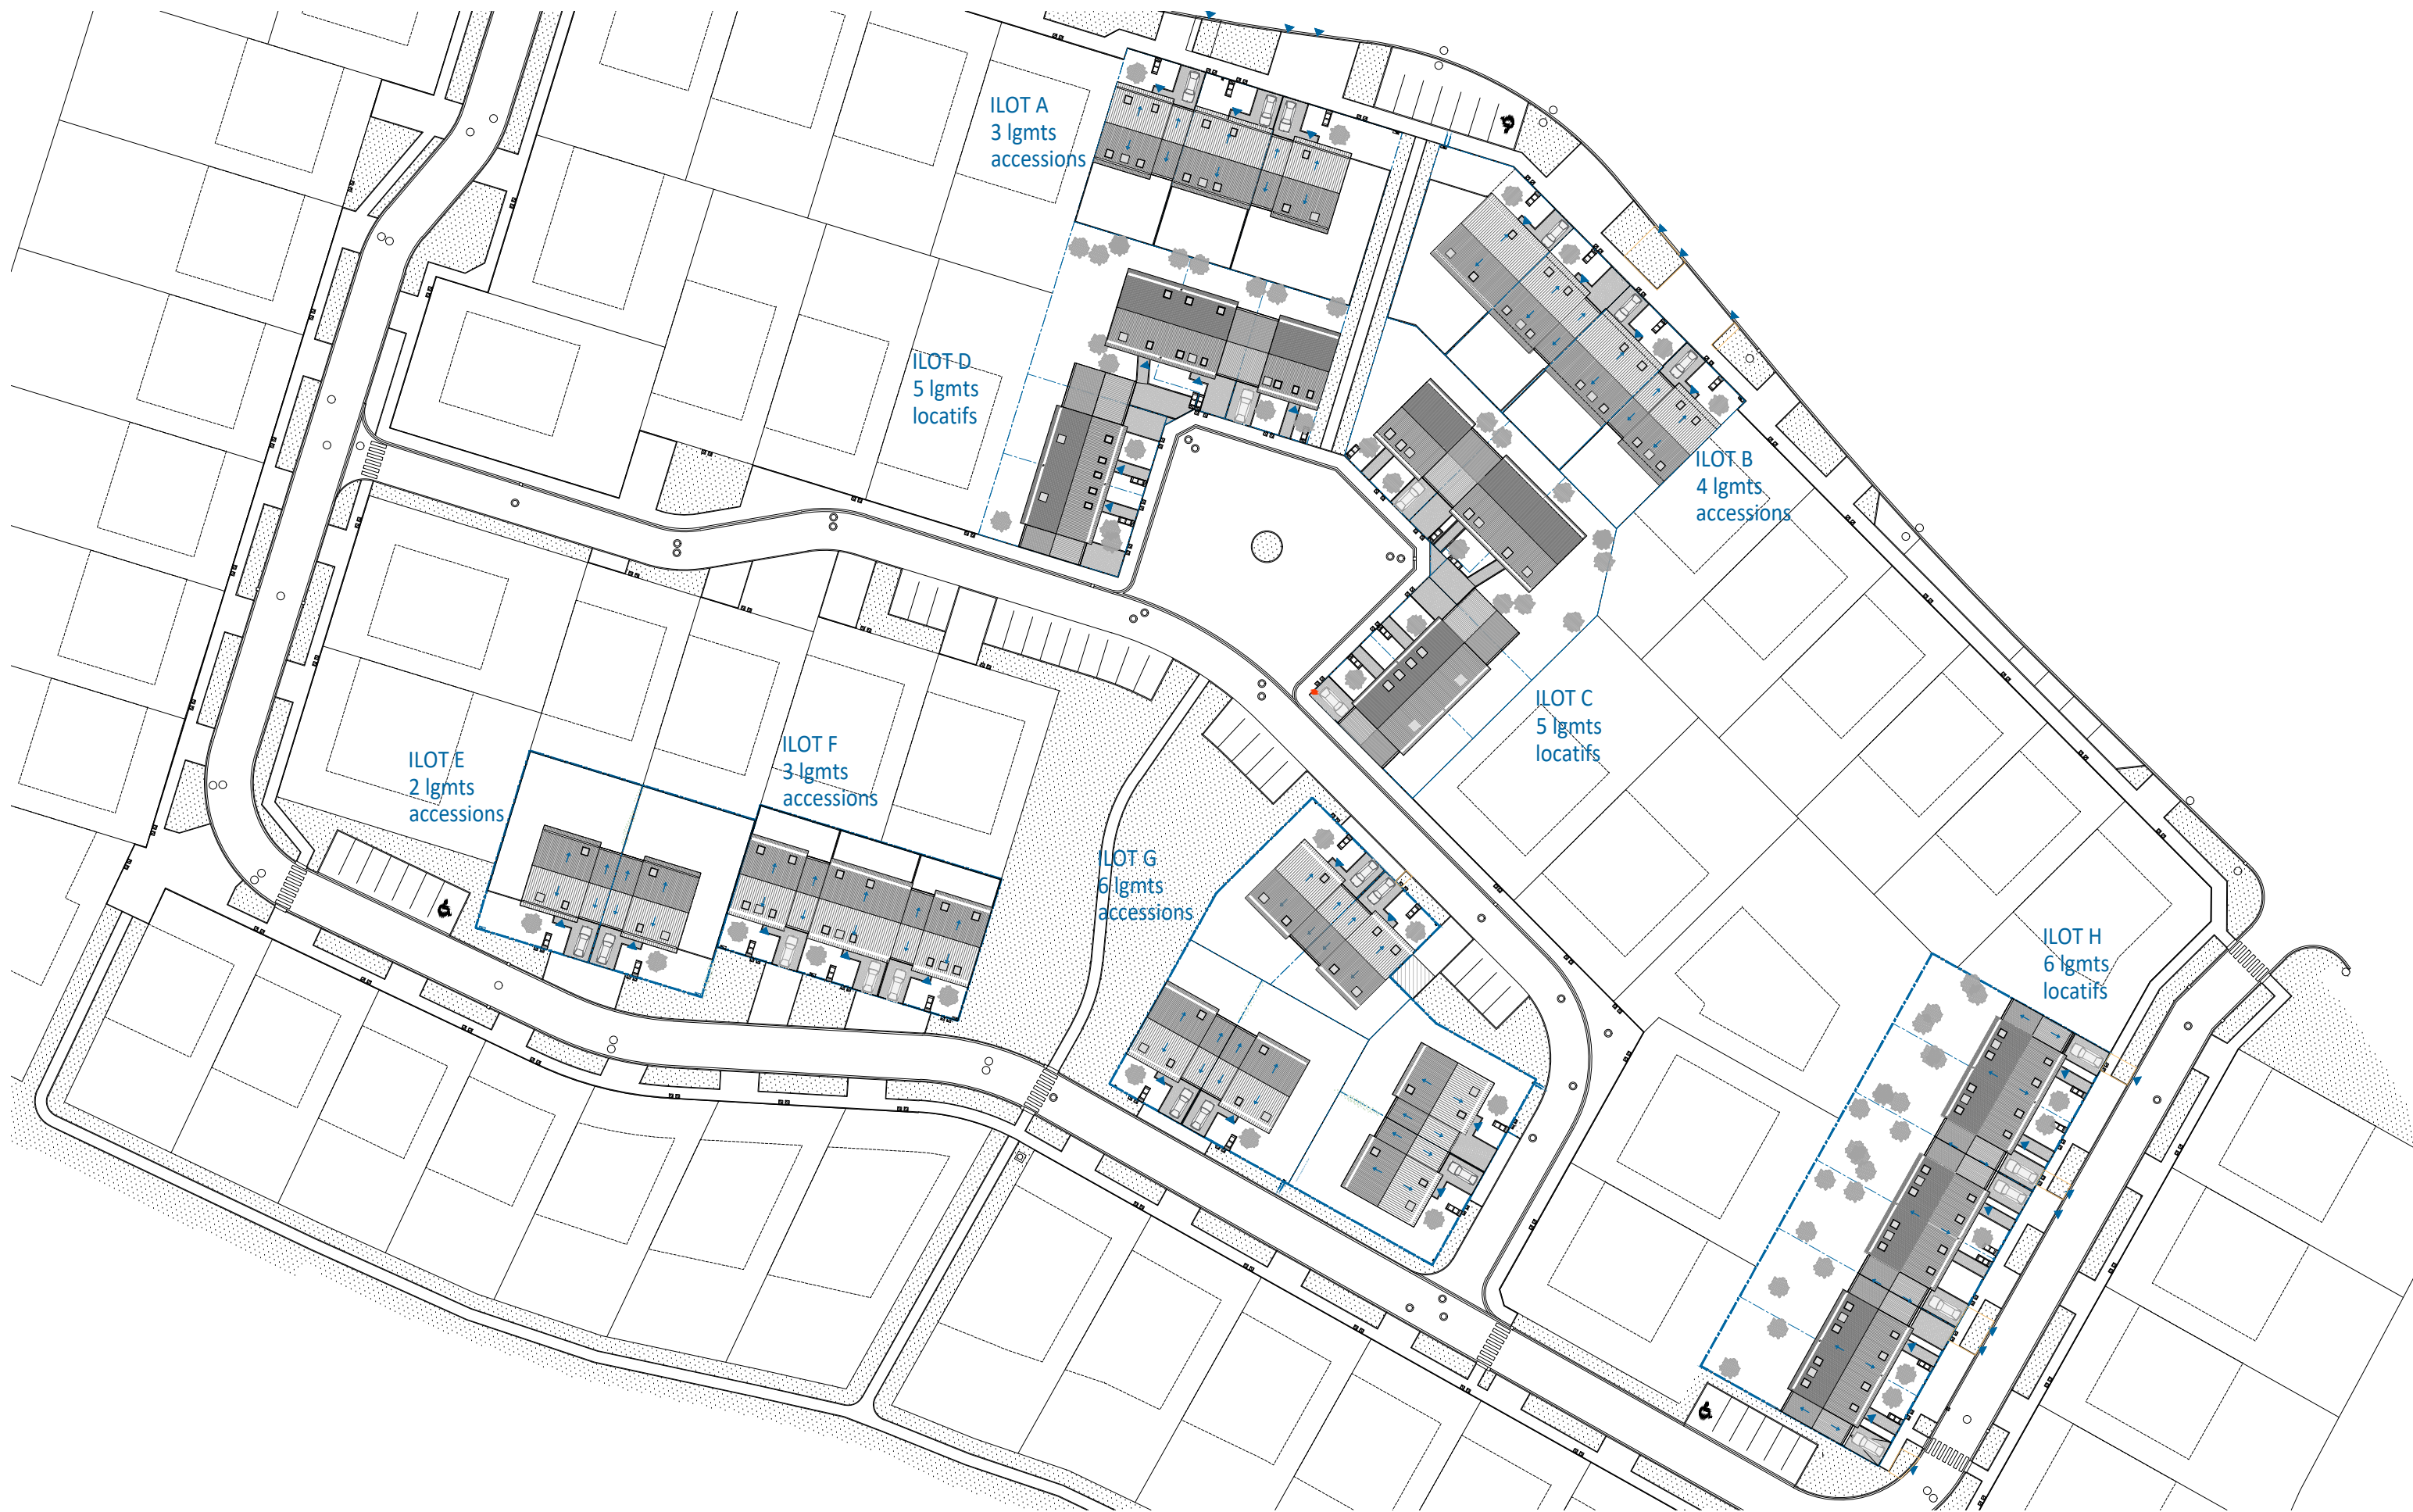 ILOT A
3 lgmts
accessions
ILOT D
5 lgmts
locatifs
ILOT B
4 lgmts
accessions
ILOT C
5 lgmts
locatifs
ILOT E
2 lgmts
accessions
ILOT F
3 lgmts
accessions
ILOT G
6 lgmts
accessions
ILOT H
6 lgmts
locatifs